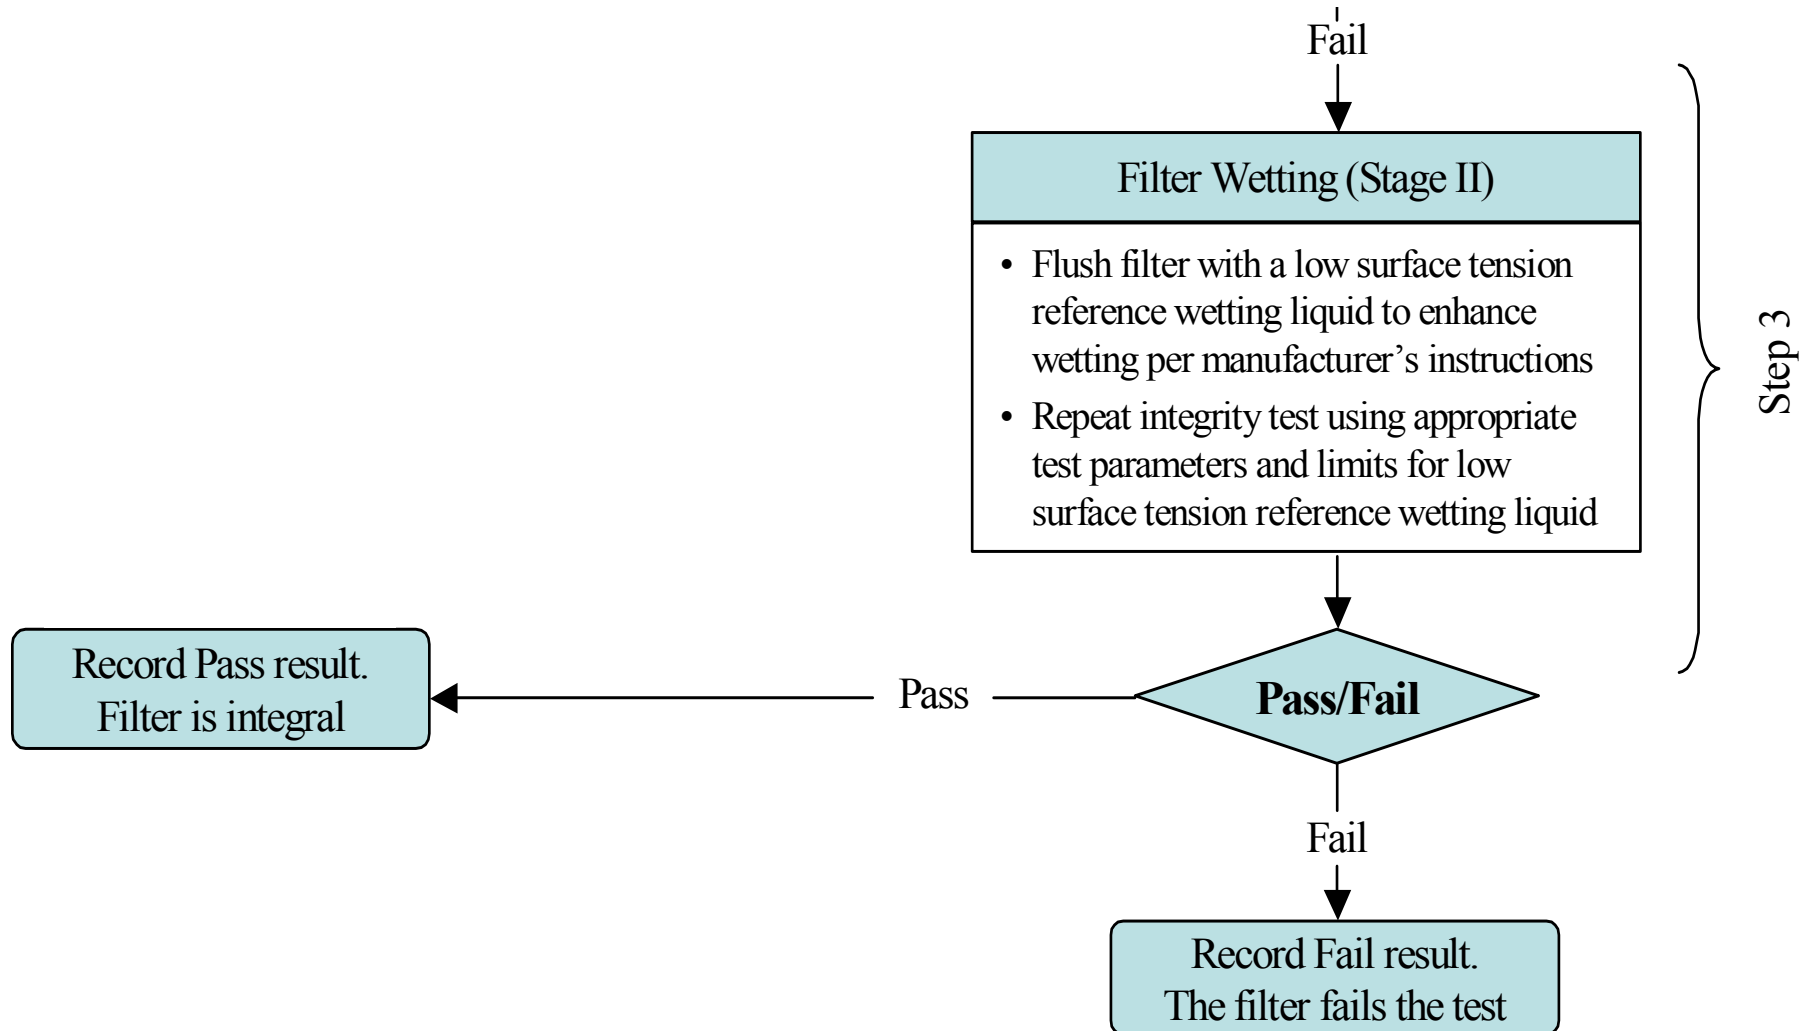 Fail
Filter Wetting (Stage II)
• Flush filter with a low surface tension
reference wetting liquid to enhance
wetting per manufacturer’s instructions
• Repeat integrity test using appropriate
test parameters and limits for low
surface tension reference wetting liquid
Step 3
Pass/Fail
Pass
Record Pass result.
Filter is integral
Fail
Record Fail result.
The filter fails the test